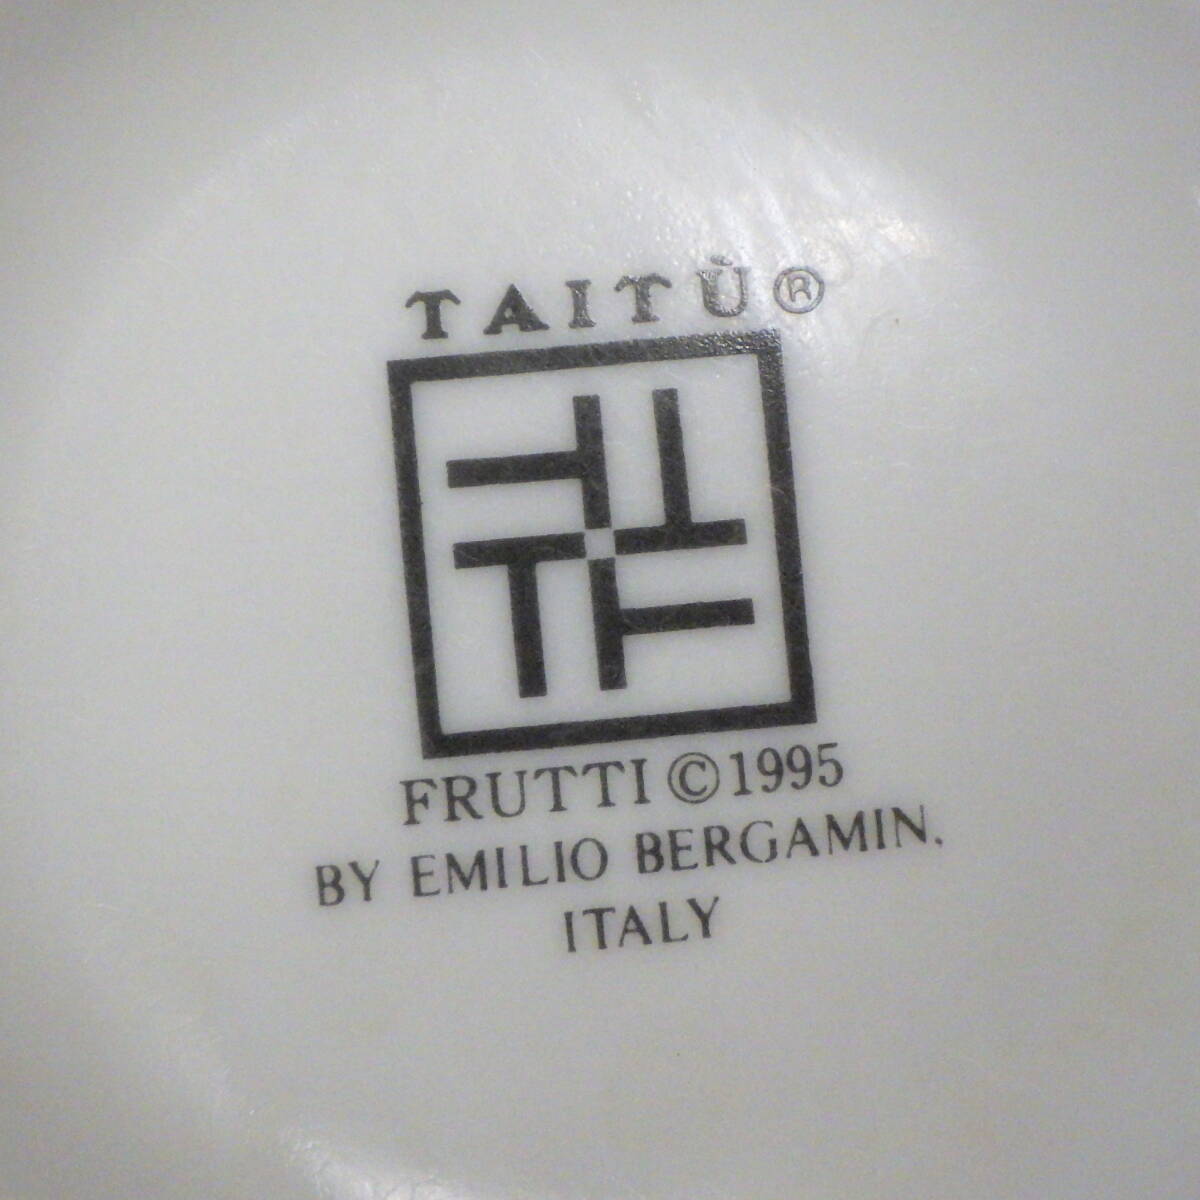 TAITÙ®
FRUTTI © 1995
BY EMILIO BERGAMIN.
ITALY